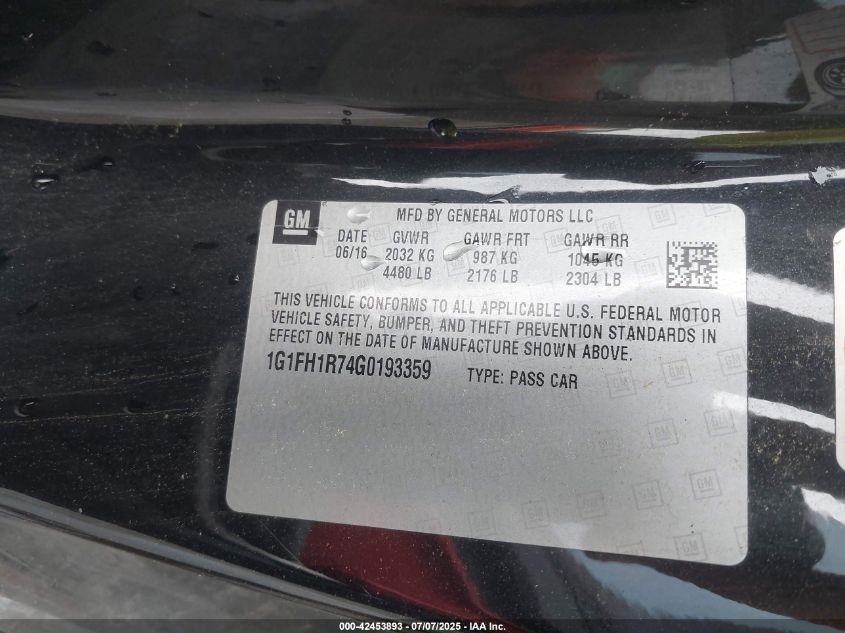 GM
MFD BY GENERAL MOTORS LLC
DATE GVWR GAWR FRT GAWR RR
06/16 2032 KG 987 KG 1045 KG
4480 LB 2176 LB 2304 LB
THIS VEHICLE CONFORMS TO ALL APPLICABLE U.S. FEDERAL MOTOR
VEHICLE SAFETY, BUMPER, AND THEFT PREVENTION STANDARDS IN
EFFECT ON THE DATE OF MANUFACTURE SHOWN ABOVE.
1G1FH1R74G0193359 TYPE: PASS CAR
000-42453893 - 07/07/2025 - IAAI Inc.